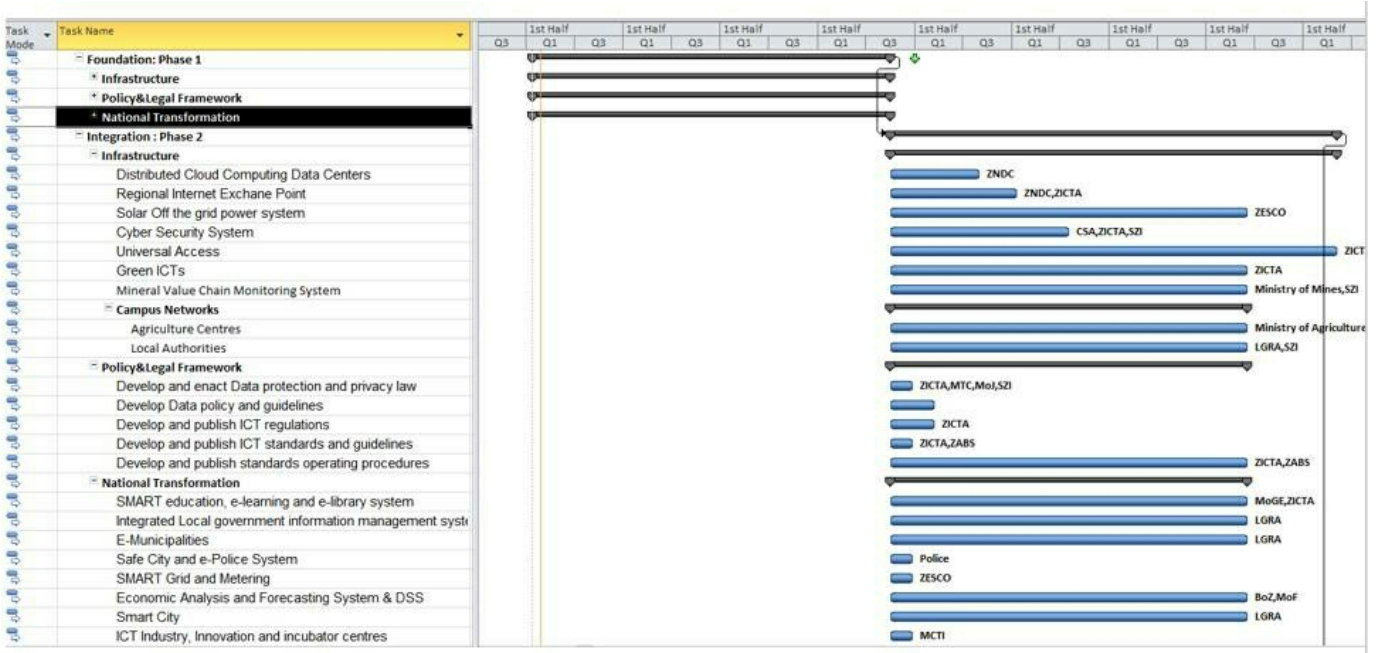 Task Mode Task Name
1st Half 1st Half 1st Half 1st Half 1st Half 1st Half 1st Half 1st Half 1st Half
Q3 Q1 Q3 Q1 Q3 Q1 Q3 Q1 Q3 Q1 Q3 Q1 Q3 Q1 Q3 Q1 Q3 Q1
Foundation: Phase 1
Infrastructure
Policy&Legal Framework
National Transformation
Integration : Phase 2
Infrastructure
Distributed Cloud Computing Data Centers ZNDC
Regional Internet Exchane Point ZNDC,ZICTA
Solar Off the grid power system ZESCO
Cyber Security System CSA,ZICTA,SZI
Universal Access ZICT
Green ICTs ZICTA
Mineral Value Chain Monitoring System Ministry of Mines,SZI
Campus Networks
Agriculture Centres Ministry of Agriculture
Local Authorities LGRA,SZI
Policy&Legal Framework
Develop and enact Data protection and privacy law ZICTA,MTC,MoJ,SZI
Develop Data policy and guidelines
Develop and publish ICT regulations ZICTA
Develop and publish ICT standards and guidelines ZICTA,ZABS
Develop and publish standards operating procedures ZICTA,ZABS
National Transformation
SMART education, e-learning and e-library system MoGE,ZICTA
Integrated Local government information management syste LGRA
E-Municipalities LGRA
Safe City and e-Police System Police
SMART Grid and Metering ZESCO
Economic Analysis and Forecasting System & DSS BoZ,MoF
Smart City LGRA
ICT Industry, Innovation and incubator centres MCTI